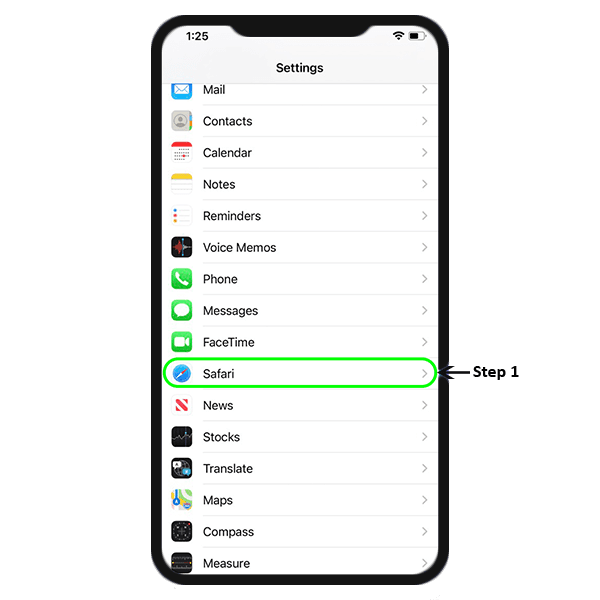 1:25
Settings
Mail
Contacts
Calendar
Notes
Reminders
Voice Memos
Phone
Messages
FaceTime
Safari
Step 1
News
Stocks
Translate
Maps
Compass
Measure